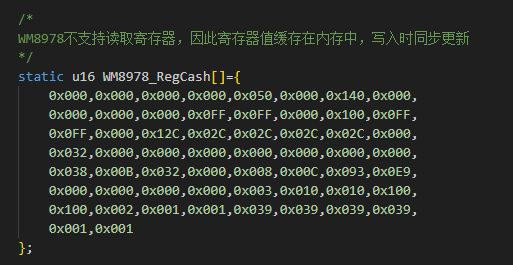 /*
WM8978不支持读取寄存器，因此寄存器值缓存在内存中，写入时同步更新
*/
static u16 WM8978_RegCash[]={
0x000,0x000,0x000,0x000,0x050,0x000,0x140,0x000,
0x000,0x000,0x000,0x0FF,0x0FF,0x000,0x100,0x0FF,
0x0FF,0x000,0x12C,0x02C,0x02C,0x02C,0x02C,0x000,
0x032,0x000,0x000,0x000,0x000,0x000,0x000,0x000,
0x038,0x00B,0x032,0x000,0x008,0x00C,0x093,0x0E9,
0x000,0x000,0x000,0x000,0x003,0x010,0x010,0x100,
0x100,0x002,0x001,0x001,0x039,0x039,0x039,0x039,
0x001,0x001
};